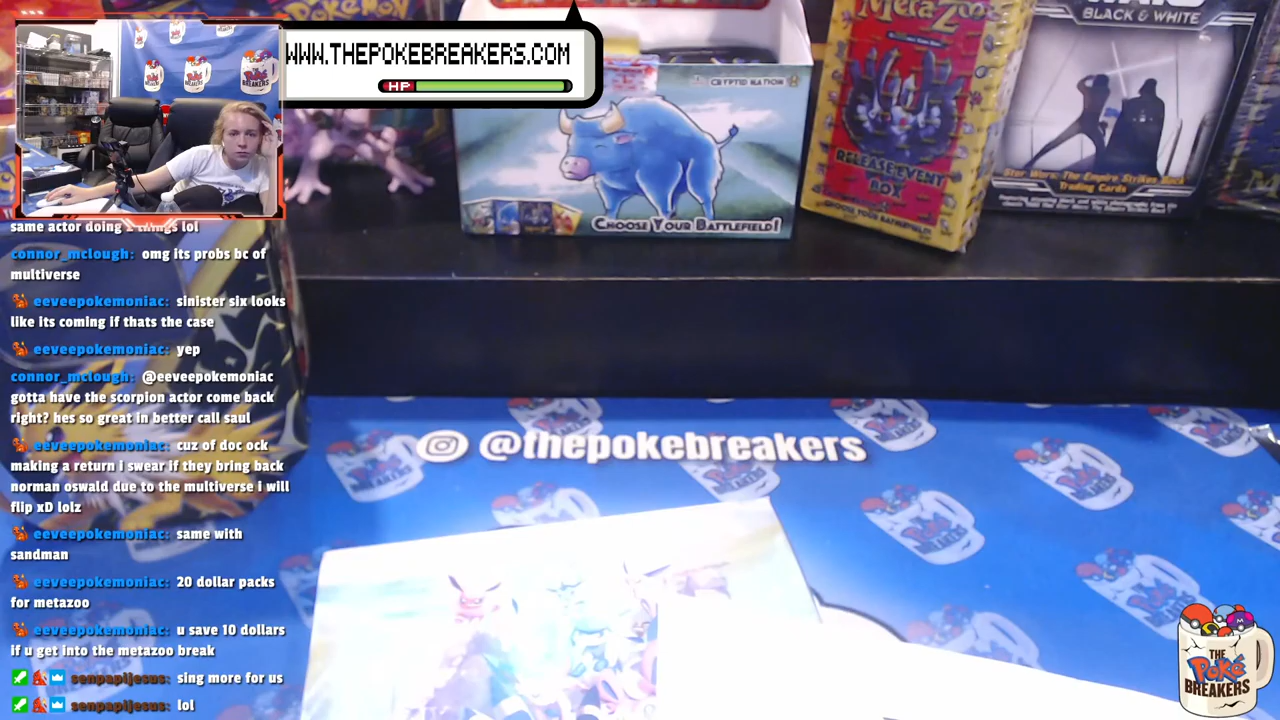 WWW.THEPOKEBREAKERS.COM
HP
POKÉMON
CRYPTID NATION
CHOOSE YOUR BATTLEFIELD!
MetaZoo
RELEASE EVENT
BOX
CHOOSE YOUR BATTLEFIELD
BLACK & WHITE
Star Wars: The Empire Strikes Back
Trading Cards
same actor doing 2 things lol
connor_mclough: omg its probs bc of
multiverse
eeveepokemoniac: sinister six looks
like its coming if thats the case
eeveepokemoniac: yep
connor_mclough: @eeveepokemoniac
gotta have the scorpion actor come back
right? hes so great in better call saul
eeveepokemoniac: cuz of doc ock
making a return i swear if they bring back
norman oswald due to the multiverse i will
flip xD lolz
eeveepokemoniac: same with
sandman
eeveepokemoniac: 20 dollar packs
for metazoo
eeveepokemoniac: u save 10 dollars
if u get into the metazoo break
senpapijesus: sing more for us
senpapijesus: lol
@thepokebreakers
THE
Poké
BREAKERS